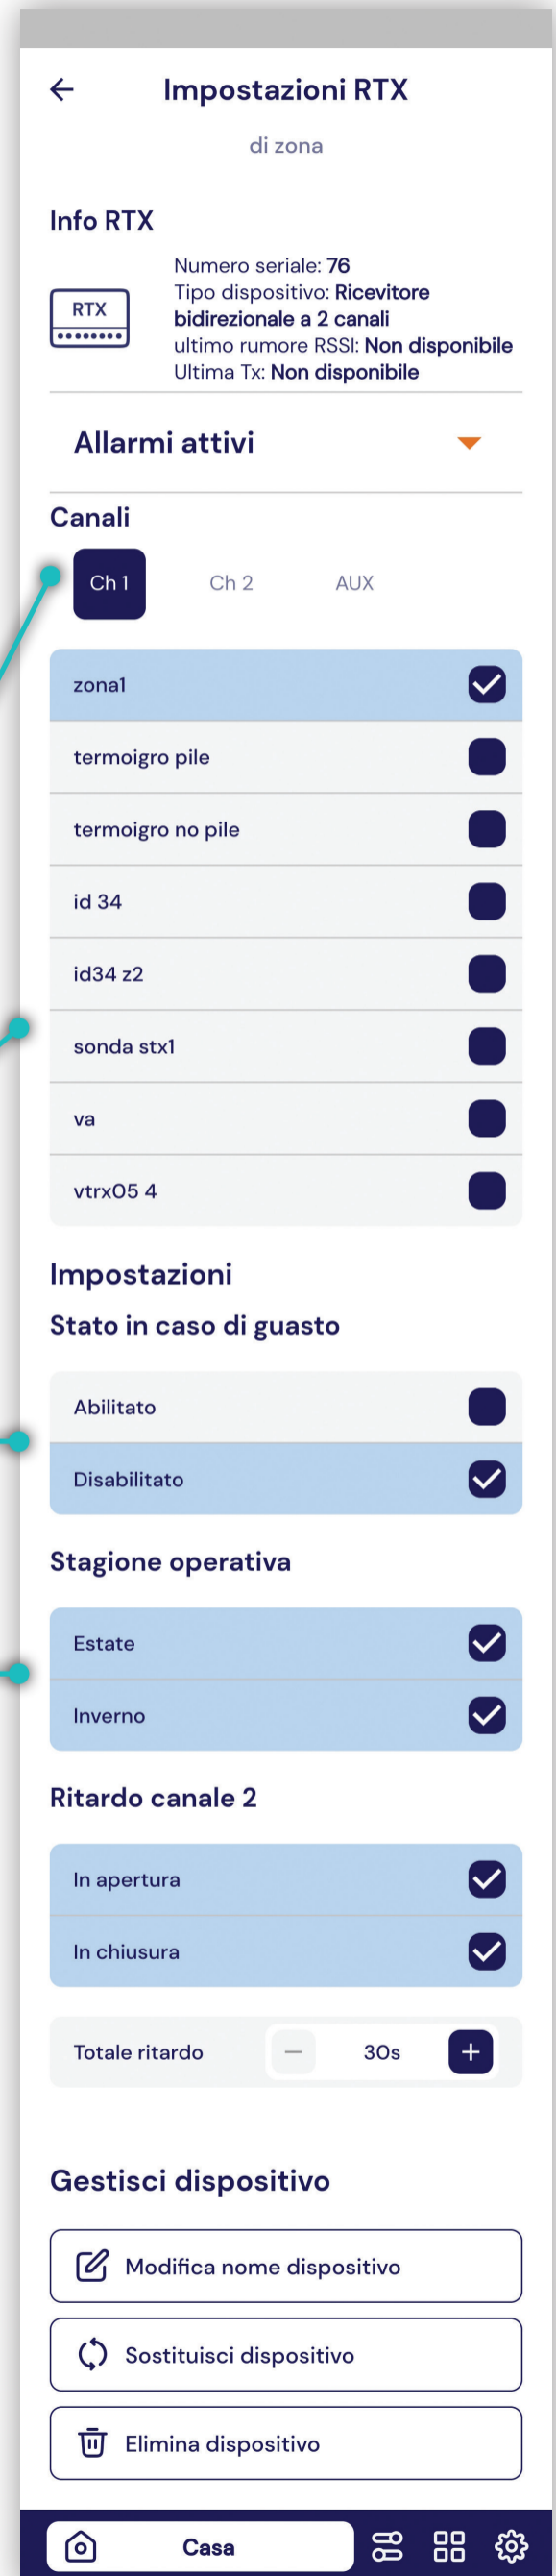 Impostazioni RTX
di zona
Info RTX
RTX
Numero seriale: 76
Tipo dispositivo: Ricevitore
bidirezionale a 2 canali
ultimo rumore RSSI: Non disponibile
Ultima Tx: Non disponibile
Allarmi attivi
Canali
Ch 1 Ch 2 AUX
zona1
termoigro pile
termoigro no pile
id 34
id34 z2
sonda stx1
va
vtrx05 4
Impostazioni
Stato in caso di guasto
Abilitato
Disabilitato
Stagione operativa
Estate
Inverno
Ritardo canale 2
In apertura
In chiusura
Totale ritardo − 30s +
Gestisci dispositivo
Modifica nome dispositivo
Sostituisci dispositivo
Elimina dispositivo
Casa